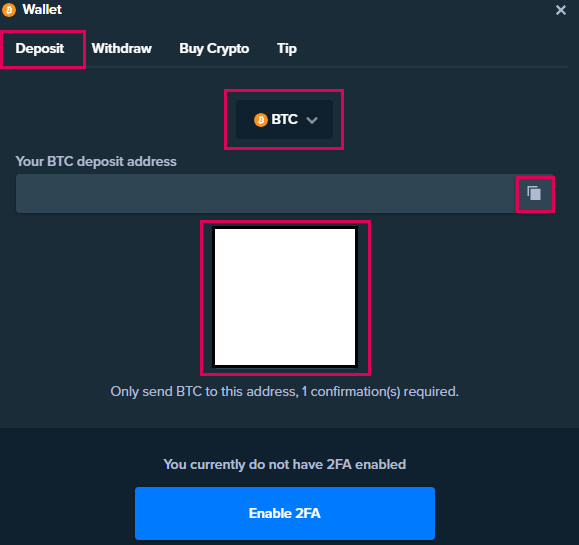 Wallet
Deposit Withdraw Buy Crypto Tip
BTC
Your BTC deposit address
Only send BTC to this address, 1 confirmation(s) required.
You currently do not have 2FA enabled
Enable 2FA